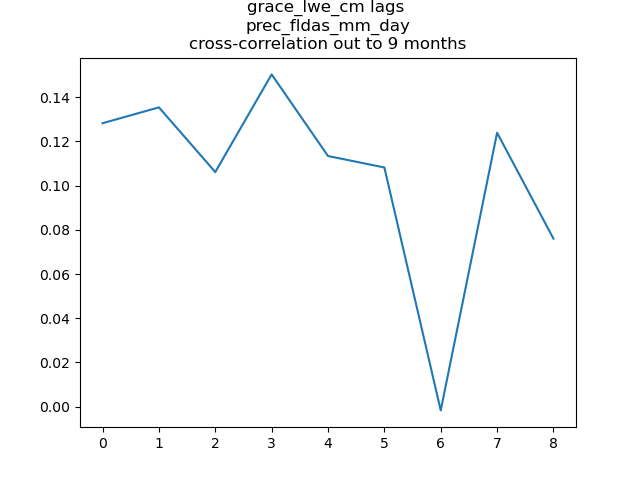 grace_lwe_cm lags
prec_fldas_mm_day
cross-correlation out to 9 months
0.14
0.12
0.10
0.08
0.06
0.04
0.02
0.00
0 1 2 3 4 5 6 7 8